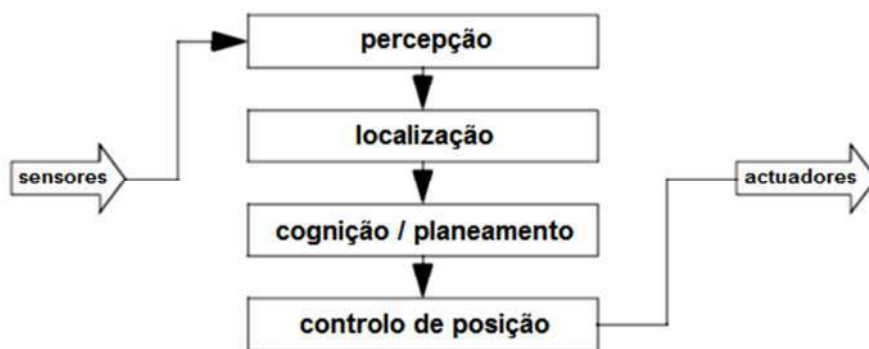 percepção
localização
sensores
actuadores
cognição / planeamento
controlo de posição